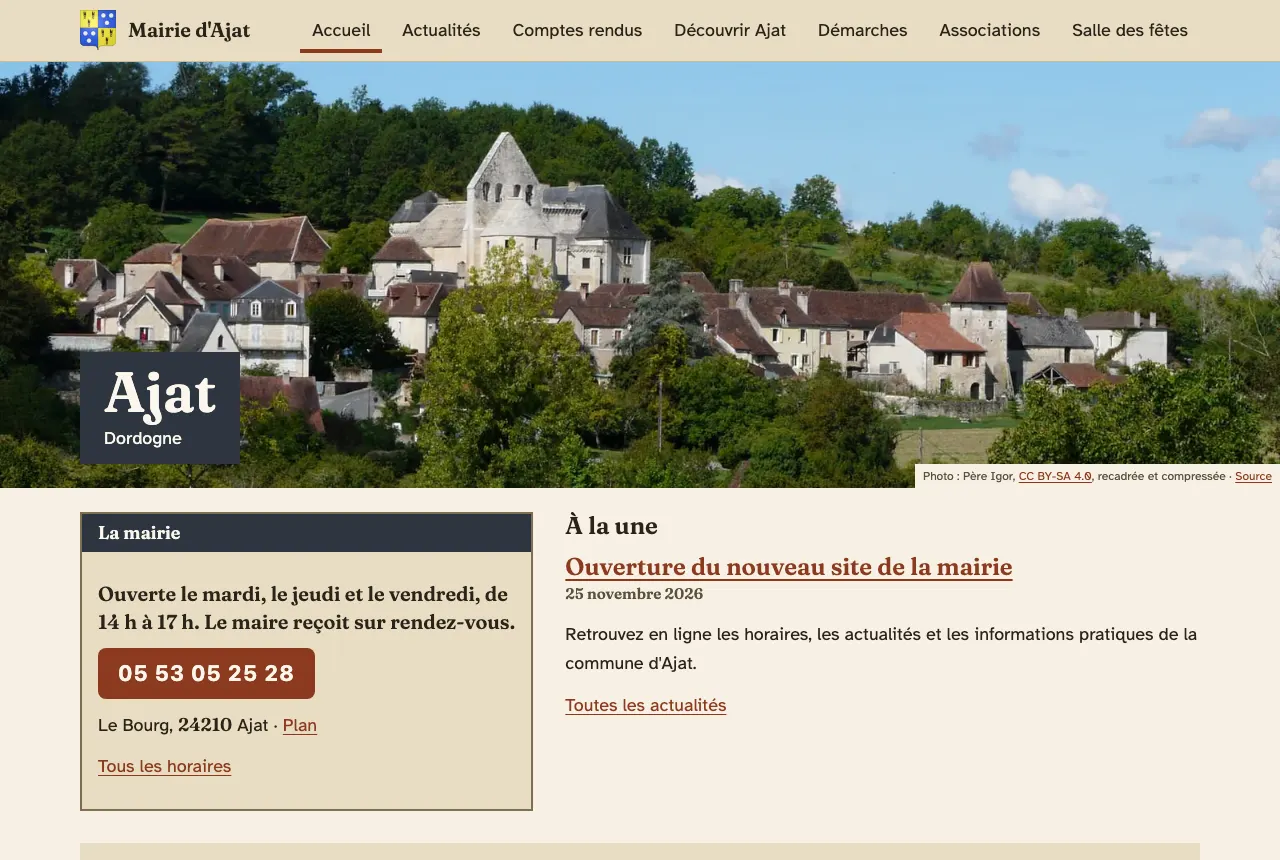 Mairie d'Ajat
Accueil
Actualités
Comptes rendus
Découvrir Ajat
Démarches
Associations
Salle des fêtes
Ajat
Dordogne
Photo : Père Igor, CC BY-SA 4.0, recadrée et compressée · Source
La mairie
Ouverte le mardi, le jeudi et le vendredi, de
14 h à 17 h. Le maire reçoit sur rendez-vous.
05 53 05 25 28
Le Bourg, 24210 Ajat · Plan
Tous les horaires
À la une
Ouverture du nouveau site de la mairie
25 novembre 2026
Retrouvez en ligne les horaires, les actualités et les informations pratiques de la
commune d'Ajat.
Toutes les actualités